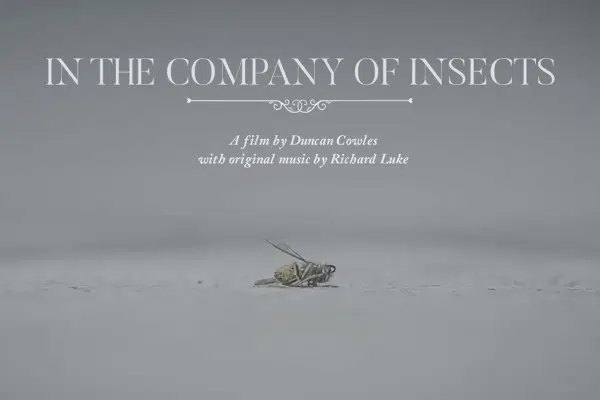 IN THE COMPANY OF INSECTS
A film by Duncan Cowles
with original music by Richard Luke